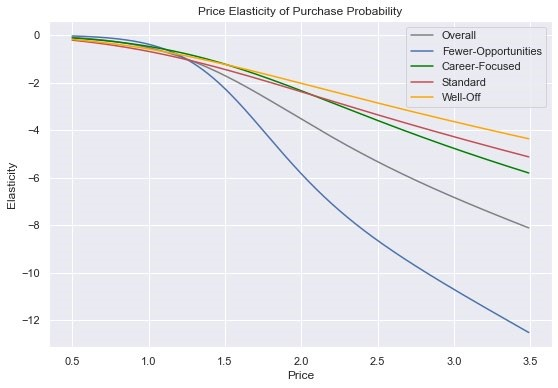 Price Elasticity of Purchase Probability
Overall
Fewer-Opportunities
Career-Focused
Standard
Well-Off
0
−2
−4
−6
−8
−10
−12
Elasticity
0.5 1.0 1.5 2.0 2.5 3.0 3.5
Price